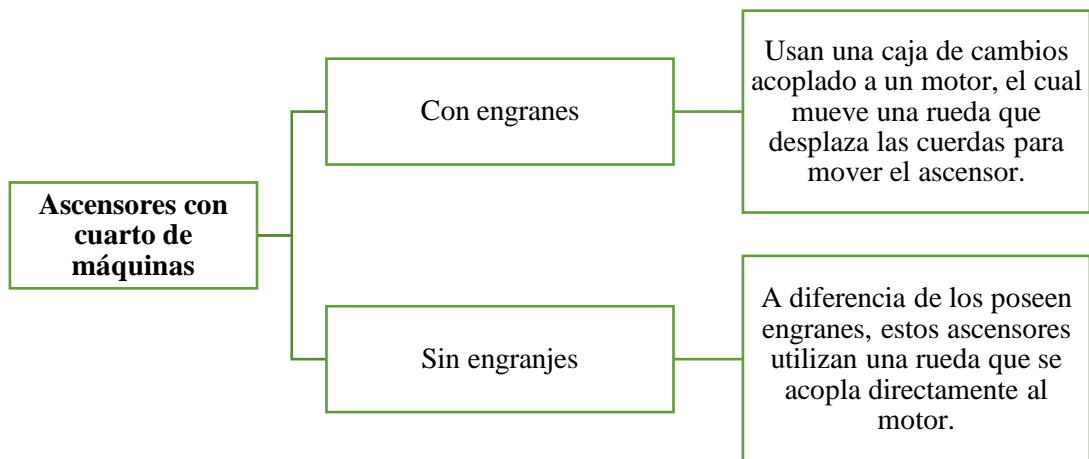 Ascensores con
cuarto de
máquinas
Con engranes
Usan una caja de cambios
acoplado a un motor, el cual
mueve una rueda que
desplaza las cuerdas para
mover el ascensor.
Sin engranjes
A diferencia de los poseen
engranes, estos ascensores
utilizan una rueda que se
acopla directamente al
motor.